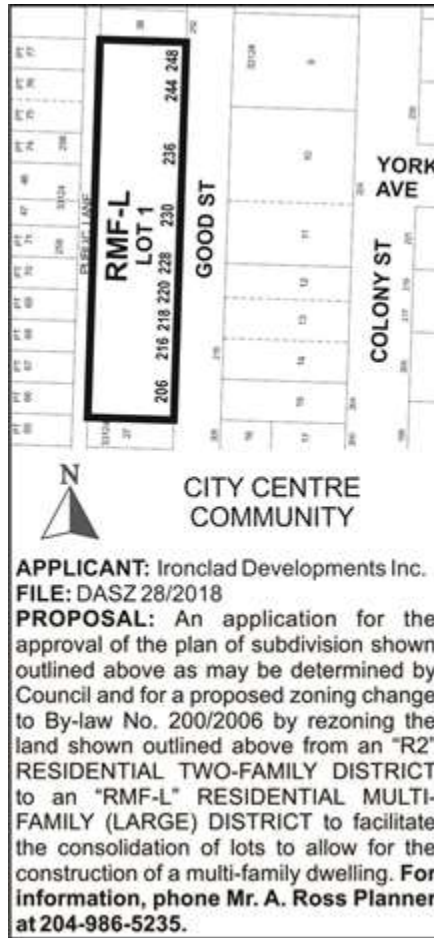 248
244
236
230
228
220
218
216
206
RMF-L
LOT 1
PUBLIC LANE
GOOD ST
YORK
AVE
COLONY ST
N
CITY CENTRE
COMMUNITY
APPLICANT: Ironclad Developments Inc.
FILE: DASZ 28/2018
PROPOSAL: An application for the
approval of the plan of subdivision shown
outlined above as may be determined by
Council and for a proposed zoning change
to By-law No. 200/2006 by rezoning the
land shown outlined above from an “R2”
RESIDENTIAL TWO-FAMILY DISTRICT
to an “RMF-L” RESIDENTIAL MULTI-
FAMILY (LARGE) DISTRICT to facilitate
the consolidation of lots to allow for the
construction of a multi-family dwelling. For
information, phone Mr. A. Ross Planner
at 204-986-5235.